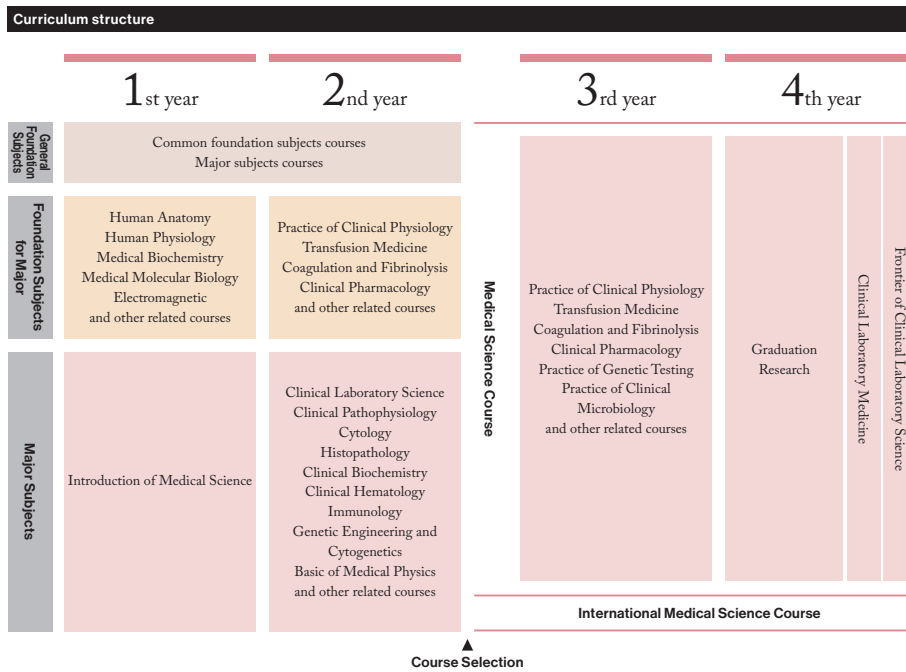 Curriculum structure
1st year
2nd year
3rd year
4th year
General
Foundation
Subjects
Common foundation subjects courses
Major subjects courses
Foundation Subjects
for Major
Human Anatomy
Human Physiology
Medical Biochemistry
Medical Molecular Biology
Electromagnetic
and other related courses
Practice of Clinical Physiology
Transfusion Medicine
Coagulation and Fibrinolysis
Clinical Pharmacology
and other related courses
Major Subjects
Introduction of Medical Science
Clinical Laboratory Science
Clinical Pathophysiology
Cytology
Histopathology
Clinical Biochemistry
Clinical Hematology
Immunology
Genetic Engineering and
Cytogenetics
Basic of Medical Physics
and other related courses
Medical Science Course
Practice of Clinical Physiology
Transfusion Medicine
Coagulation and Fibrinolysis
Clinical Pharmacology
Practice of Genetic Testing
Practice of Clinical
Microbiology
and other related courses
Graduation
Research
Clinical Laboratory Medicine
Frontier of Clinical Laboratory Science
International Medical Science Course
Course Selection